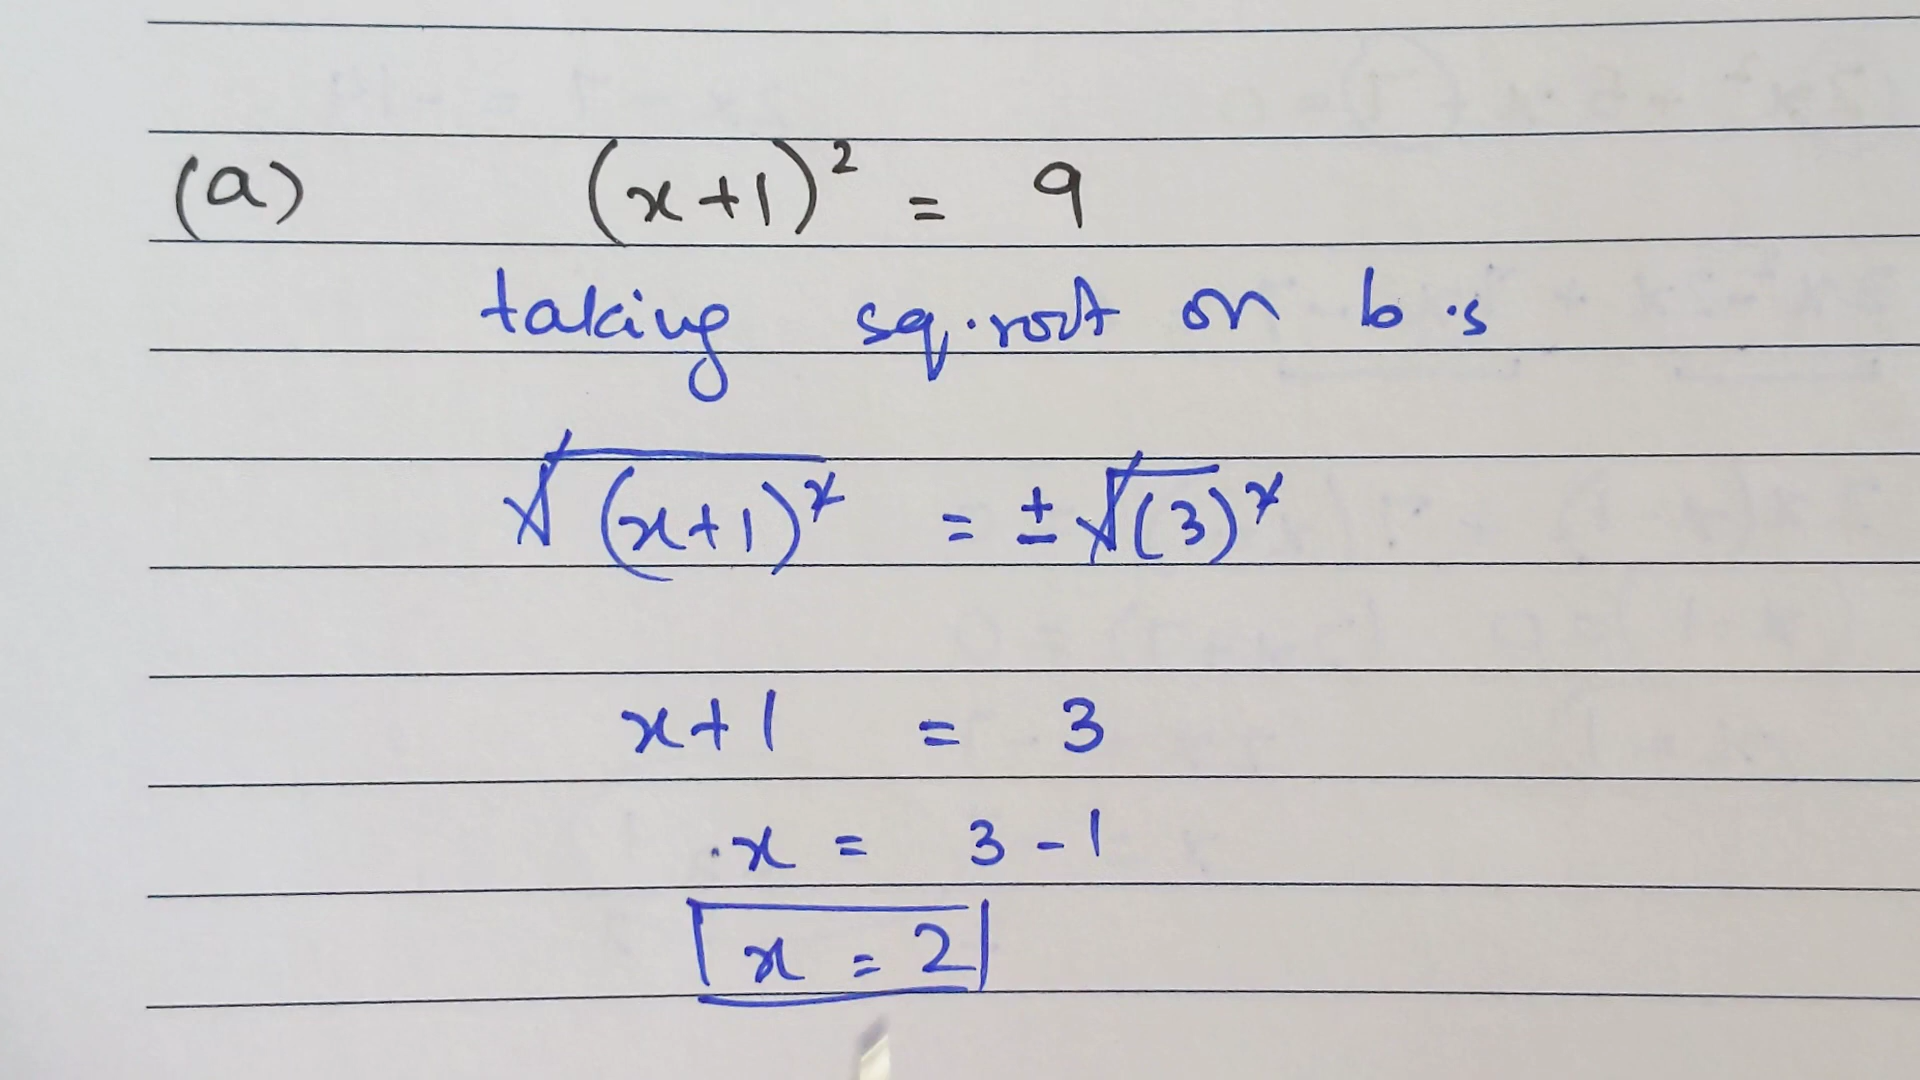 (a) (x+1)² = 9
taking sq.root on b.s
√(x+1)² = ±√(3)²
x+1 = 3
x = 3-1
x = 2